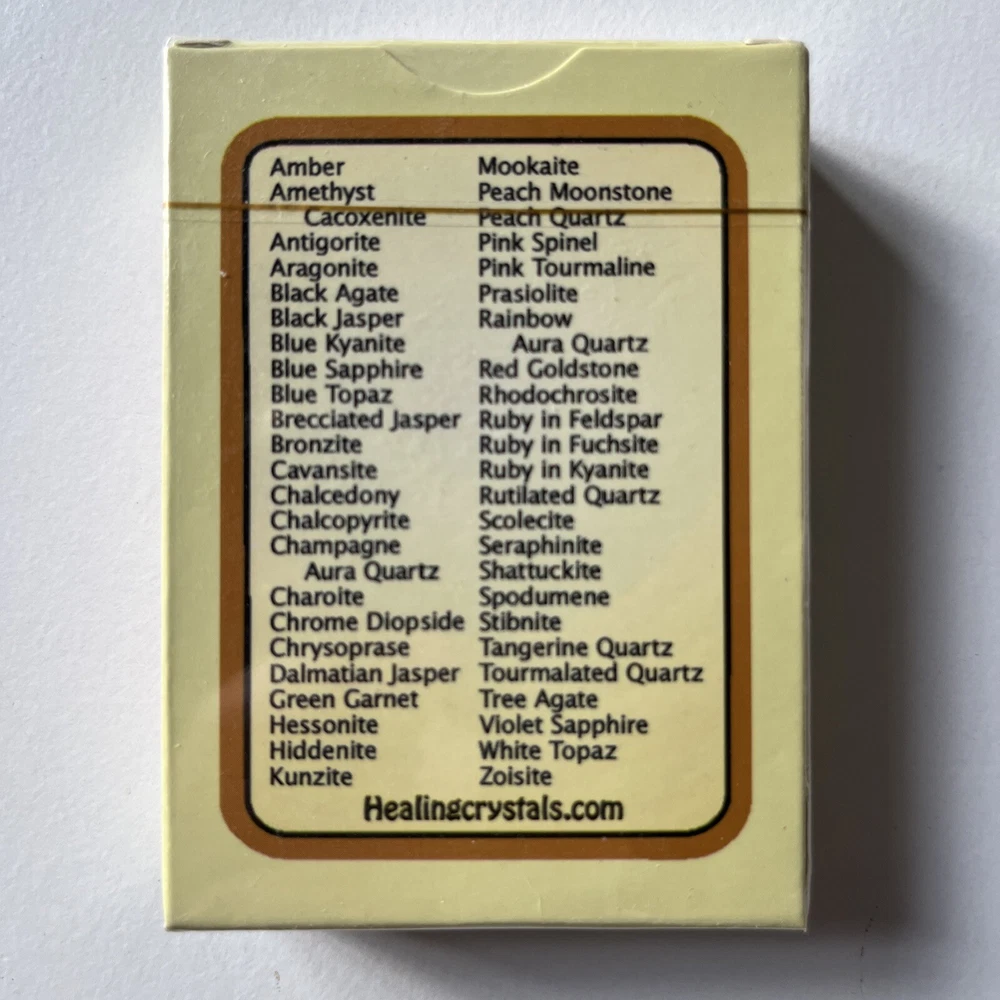 Amber
Amethyst
Cacoxenite
Antigorite
Aragonite
Black Agate
Black Jasper
Blue Kyanite
Blue Sapphire
Blue Topaz
Brecciated Jasper
Bronzite
Cavansite
Chalcedony
Chalcopyrite
Champagne
Aura Quartz
Charoite
Chrome Diopside
Chrysoprase
Dalmatian Jasper
Green Garnet
Hessonite
Hiddenite
Kunzite
Mookaite
Peach Moonstone
Peach Quartz
Pink Spinel
Pink Tourmaline
Prasiolite
Rainbow
Aura Quartz
Red Goldstone
Rhodochrosite
Ruby in Feldspar
Ruby in Fuchsite
Ruby in Kyanite
Rutilated Quartz
Scolecite
Seraphinite
Shattuckite
Spodumene
Stibnite
Tangerine Quartz
Tourmalated Quartz
Tree Agate
Violet Sapphire
White Topaz
Zoisite
Healingcrystals.com